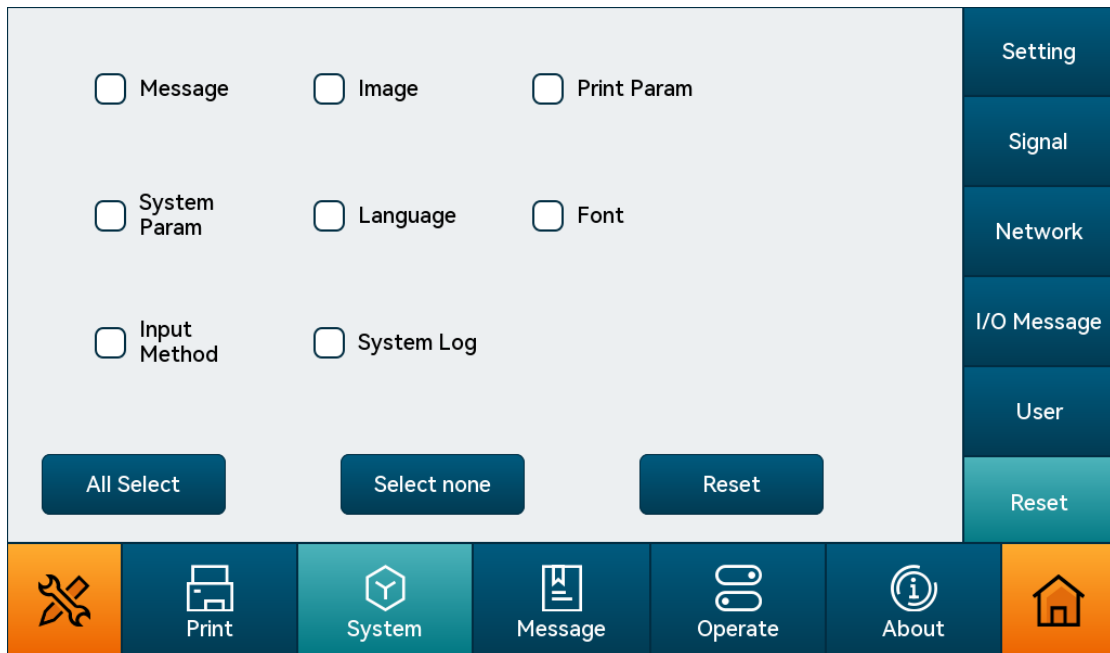 Message
Image
Print Param
System
Param
Language
Font
Input
Method
System Log
All Select
Select none
Reset
Setting
Signal
Network
I/O Message
User
Reset
Print
System
Message
Operate
About